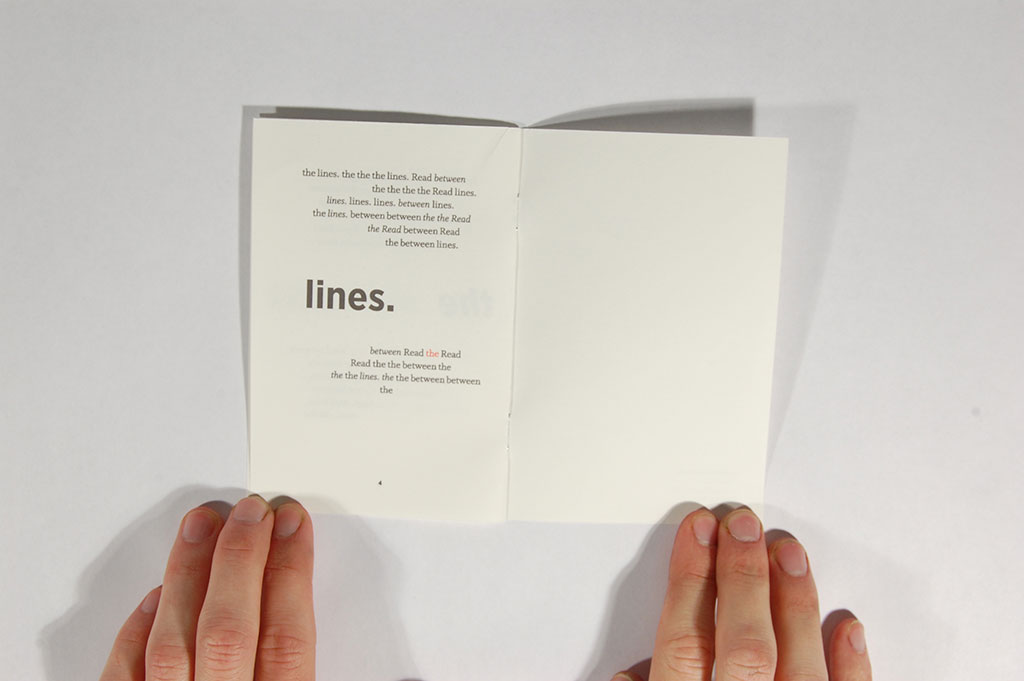 the lines. the the the lines. Read between
the the the the Read lines.
lines. lines. lines. between lines.
the lines. between between the the Read
the Read between Read
the between lines.
lines.
between Read the Read
Read the the between the
the the lines. the the between between
the
4